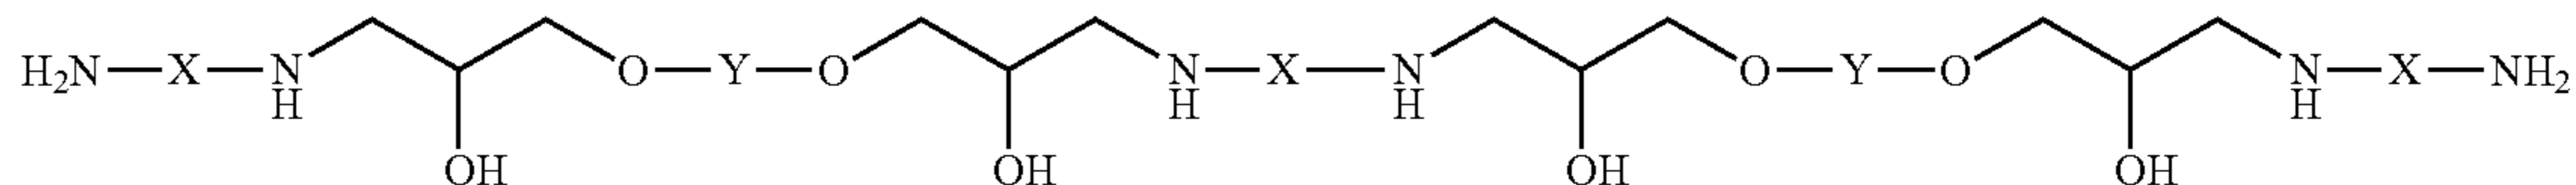 H₂N—X—N O—Y—O N—X—N O—Y—O N—X—NH₂
H H H H
OH OH OH OH